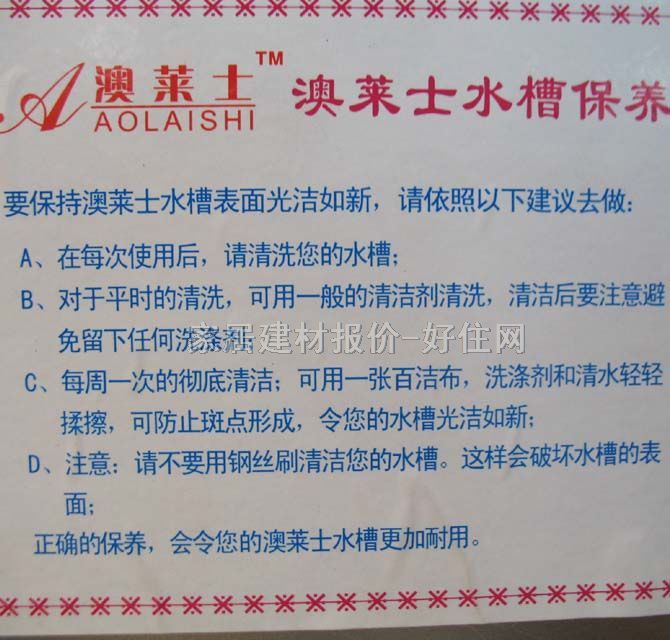 A 澳莱士™ 澳莱士水槽保养
AOLAISHI
要保持澳莱士水槽表面光洁如新，请依照以下建议去做：
A、在每次使用后，请清洗您的水槽；
B、对于平时的清洗，可用一般的清洁剂清洗，清洁后要注意避
免留下任何洗涤剂；
家居建材报价-好住网
C、每周一次的彻底清洁；可用一张百洁布，洗涤剂和清水轻轻
揉擦，可防止斑点形成，令您的水槽光洁如新；
D、注意：请不要用钢丝刷清洁您的水槽。这样会破坏水槽的表
面；
正确的保养，会令您的澳莱士水槽更加耐用。